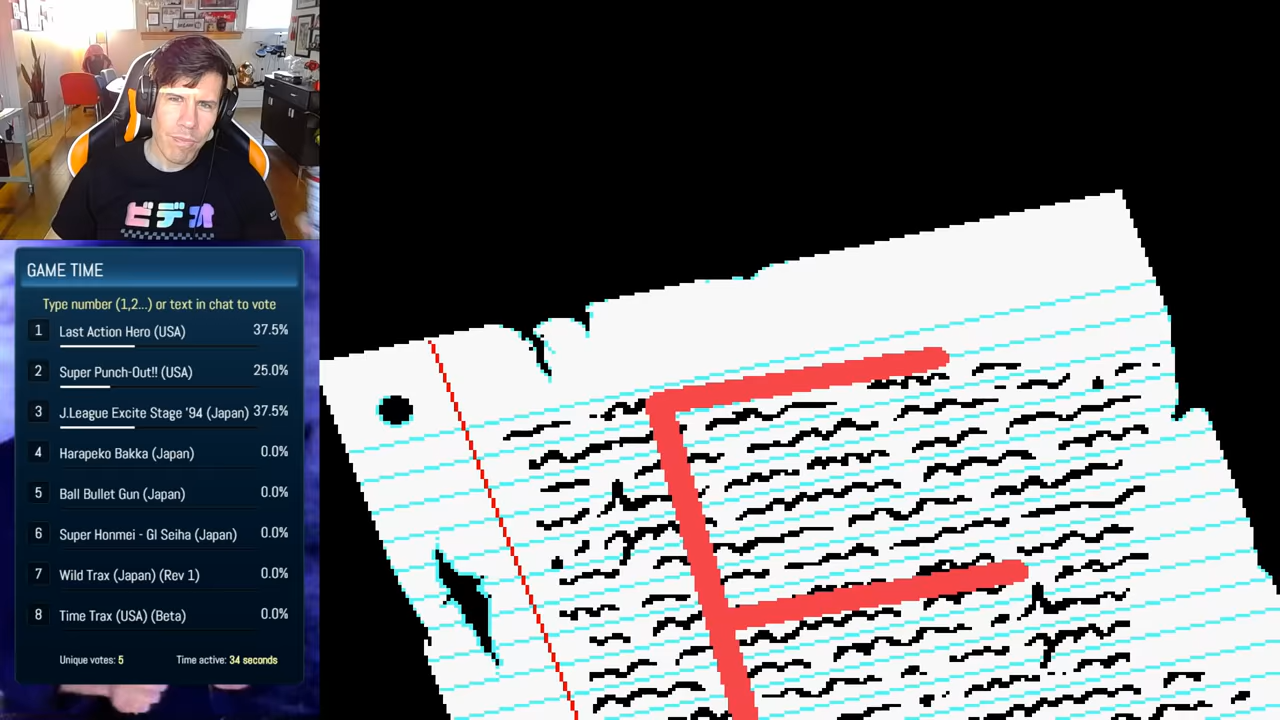 ビデオ
GAME TIME
Type number (1,2...) or text in chat to vote
1 Last Action Hero (USA) 37.5%
2 Super Punch-Out!! (USA) 25.0%
3 J.League Excite Stage '94 (Japan) 37.5%
4 Harapeko Bakka (Japan) 0.0%
5 Ball Bullet Gun (Japan) 0.0%
6 Super Honmei - GI Seiha (Japan) 0.0%
7 Wild Trax (Japan) (Rev 1) 0.0%
8 Time Trax (USA) (Beta) 0.0%
Unique votes: 5 Time active: 34 seconds
F